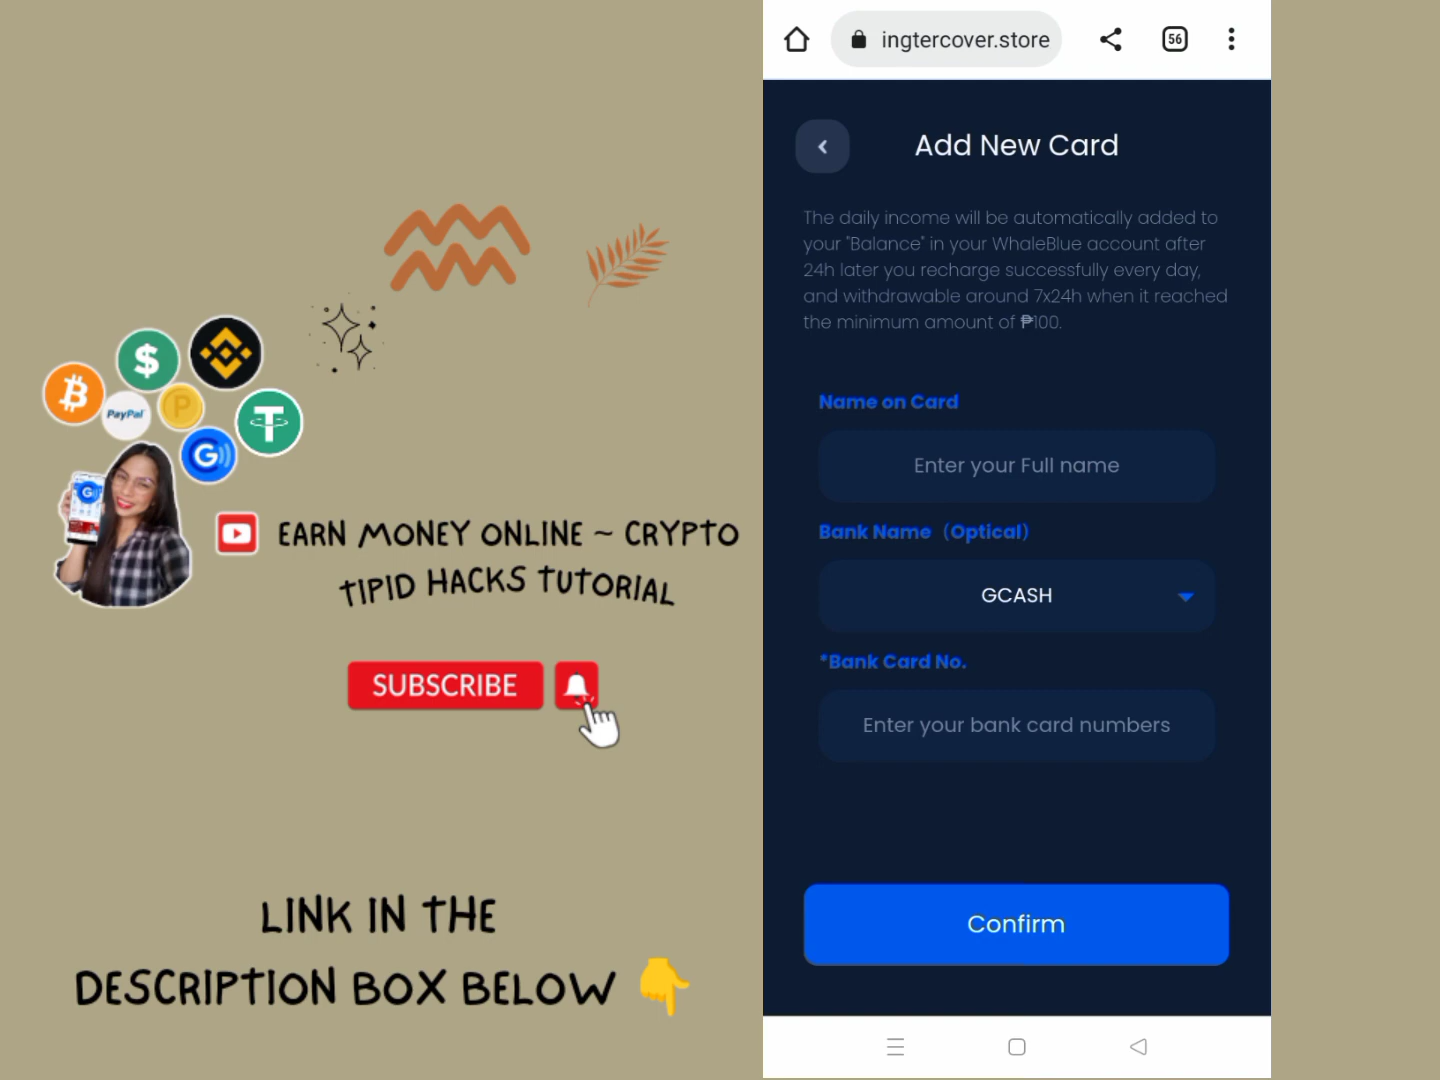 PayPal
EARN MONEY ONLINE ~ CRYPTO
TIPID HACKS TUTORIAL
SUBSCRIBE
LINK IN THE
DESCRIPTION BOX BELOW 👇
ingtercover.store
56
Add New Card
The daily income will be automatically added to
your "Balance" in your WhaleBlue account after
24h later you recharge successfully every day,
and withdrawable around 7x24h when it reached
the minimum amount of ₱100.
Name on Card
Enter your Full name
Bank Name（Optical）
GCASH
*Bank Card No.
Enter your bank card numbers
Confirm